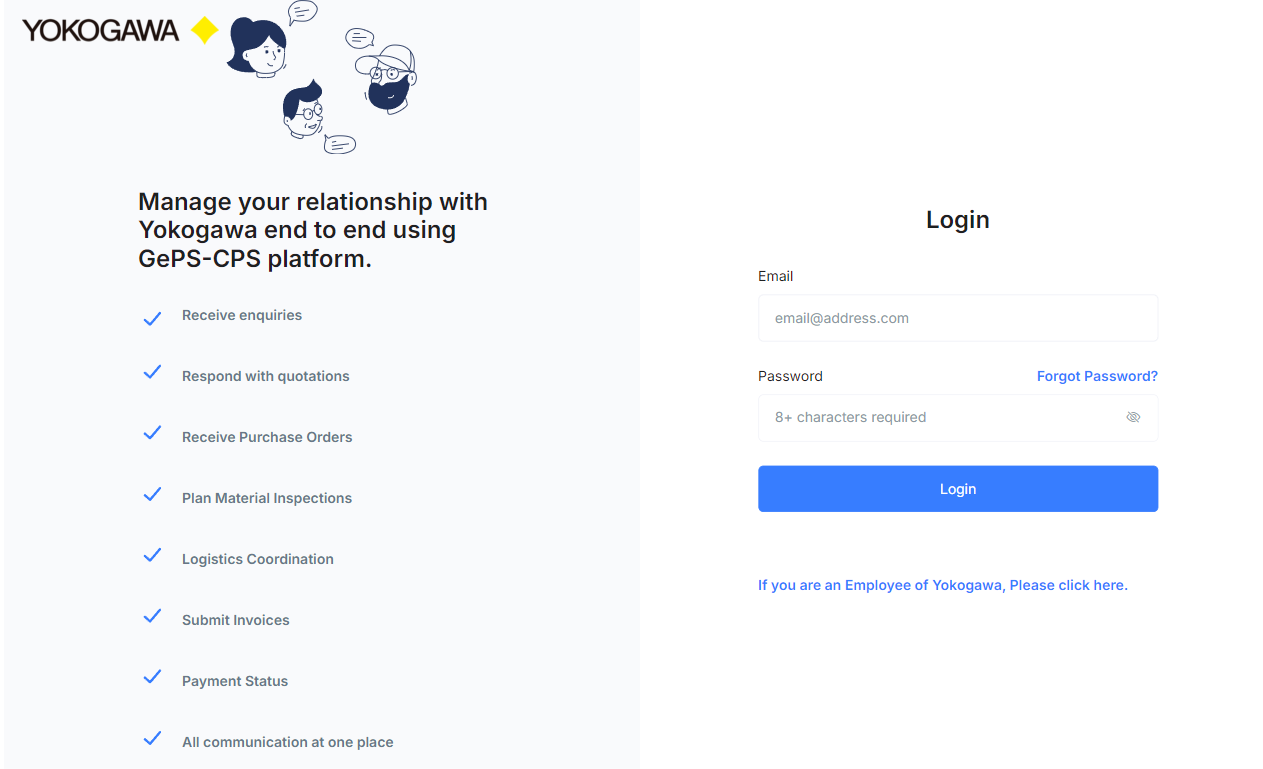 YOKOGAWA
Manage your relationship with
Yokogawa end to end using
GePS-CPS platform.
Receive enquiries
Respond with quotations
Receive Purchase Orders
Plan Material Inspections
Logistics Coordination
Submit Invoices
Payment Status
All communication at one place
Login
Email
email@address.com
Password
Forgot Password?
8+ characters required
Login
If you are an Employee of Yokogawa, Please click here.